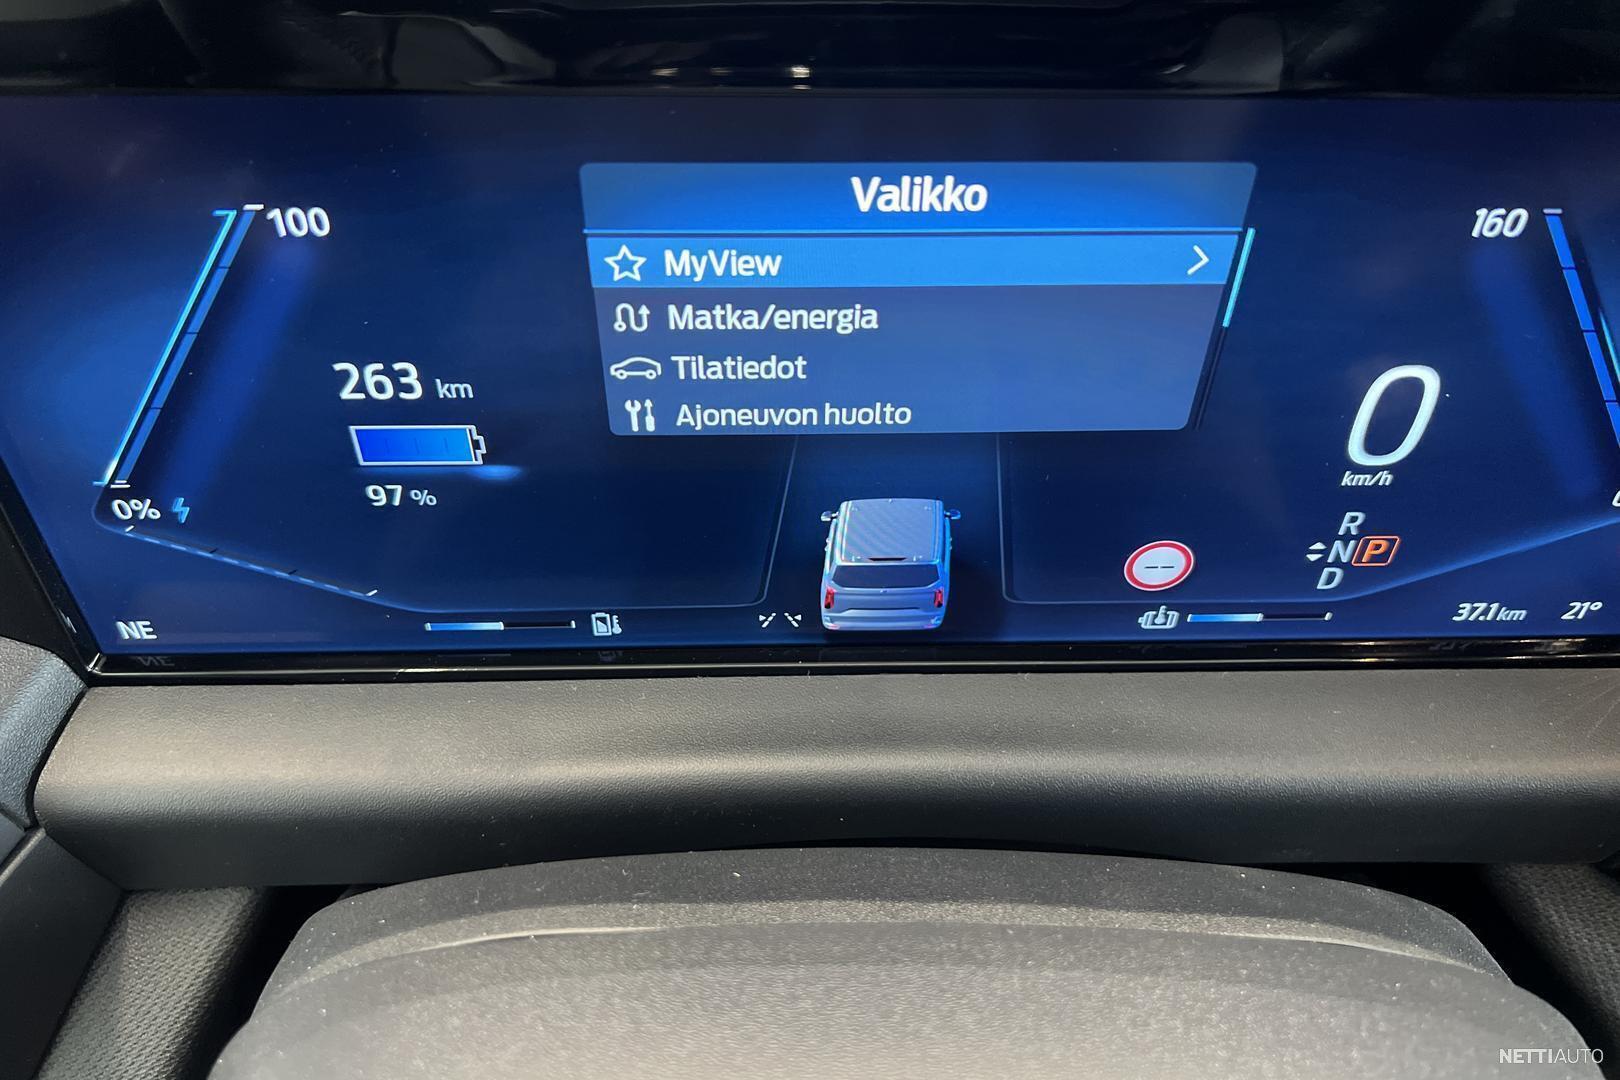 Valikko
MyView
Matka/energia
Tilatiedot
Ajoneuvon huolto
100
160
263 km
97 %
0%
0
km/h
R
N P
D
--
NE
37.1 km
21°
NETTIAUTO